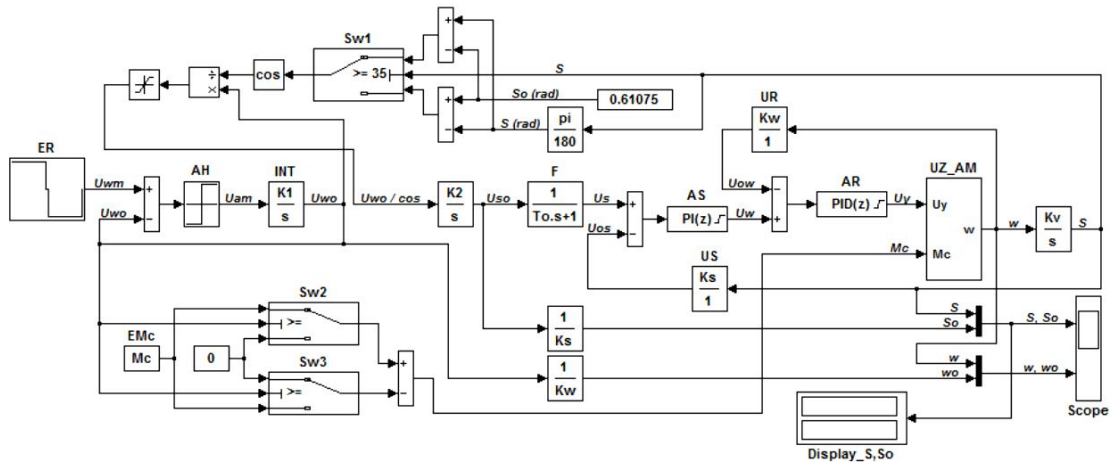 Sw1
+
−
>= 35
cos
÷
×
S
So (rad)
0.61075
+
−
S (rad)
pi
180
UR
Kw
1
ER
Uwm
Uwo
+
−
AH
Uam
INT
K1
s
Uwo
Uwo / cos
K2
s
Uso
F
1
To.s+1
Us
Uos
+
−
AS
PI(z)
Uw
Uow
−
+
AR
PID(z)
Uy
UZ_AM
Uy
w
Mc
Mc
w
Kv
s
S
US
Ks
1
Sw2
>=
EMc
Mc
0
Sw3
>=
+
−
1
Ks
S
So
S, So
1
Kw
w
wo
w, wo
Scope
Display_S,So